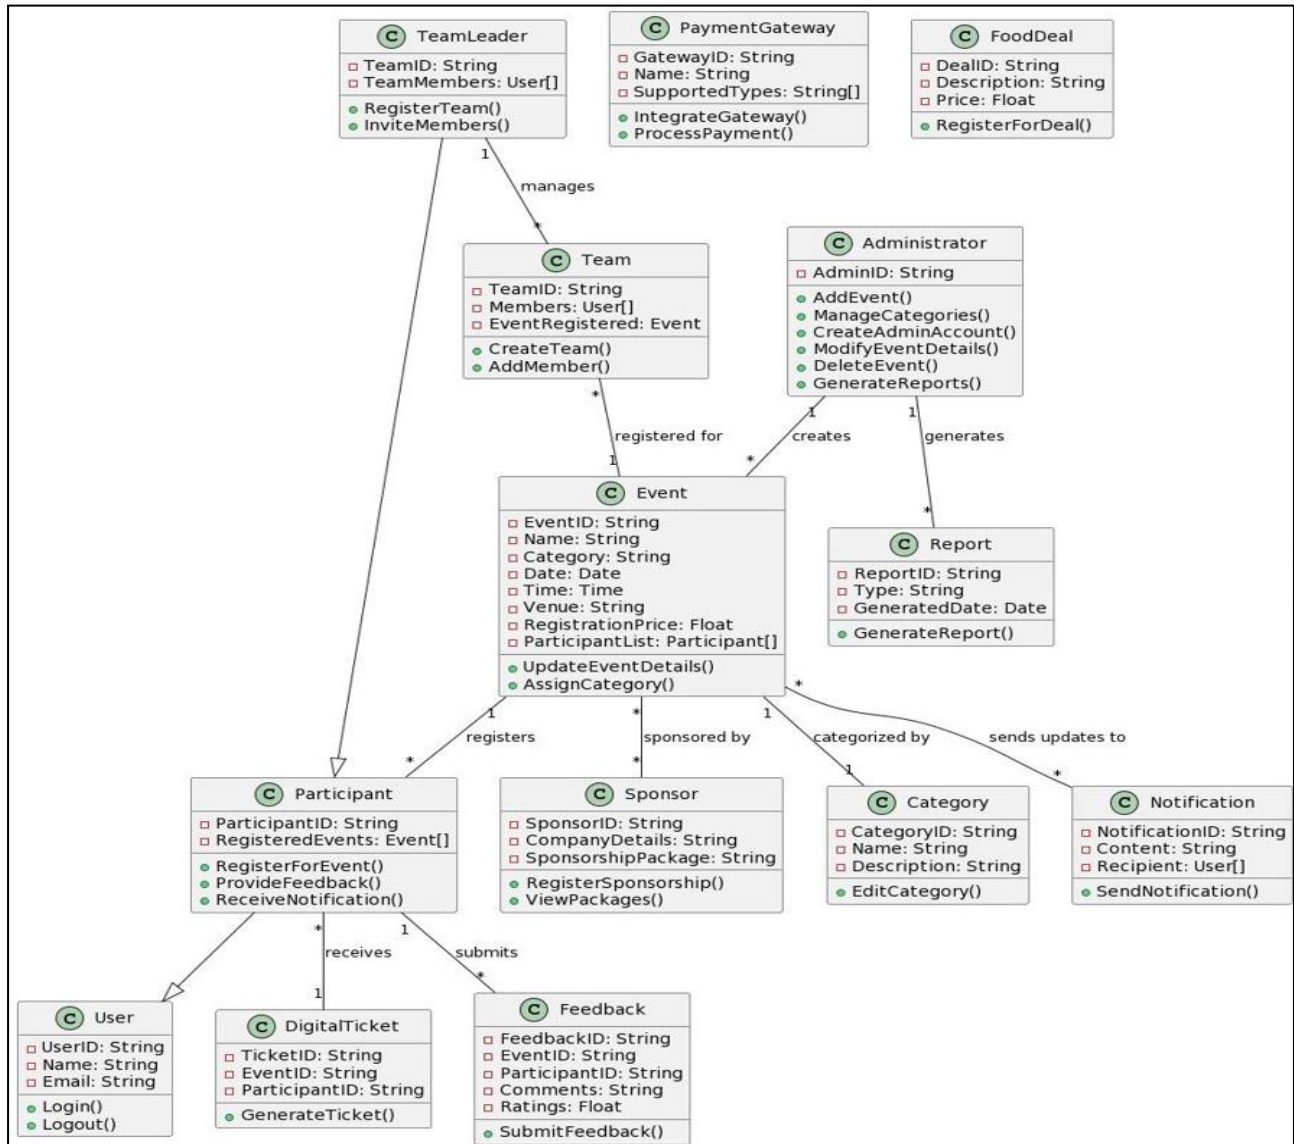 C TeamLeader
TeamID: String
TeamMembers: User[]
RegisterTeam()
InviteMembers()
C PaymentGateway
GatewayID: String
Name: String
SupportedTypes: String[]
IntegrateGateway()
ProcessPayment()
C FoodDeal
DealID: String
Description: String
Price: Float
RegisterForDeal()
1
manages
*
C Team
TeamID: String
Members: User[]
EventRegistered: Event
CreateTeam()
AddMember()
C Administrator
AdminID: String
AddEvent()
ManageCategories()
CreateAdminAccount()
ModifyEventDetails()
DeleteEvent()
GenerateReports()
*
registered for
1
1
creates
*
1
generates
*
C Event
EventID: String
Name: String
Category: String
Date: Date
Time: Time
Venue: String
RegistrationPrice: Float
ParticipantList: Participant[]
UpdateEventDetails()
AssignCategory()
C Report
ReportID: String
Type: String
GeneratedDate: Date
GenerateReport()
1
registers
*
*
sponsored by
*
1
categorized by
1
*
sends updates to
*
C Participant
ParticipantID: String
RegisteredEvents: Event[]
RegisterForEvent()
ProvideFeedback()
ReceiveNotification()
C Sponsor
SponsorID: String
CompanyDetails: String
SponsorshipPackage: String
RegisterSponsorship()
ViewPackages()
C Category
CategoryID: String
Name: String
Description: String
EditCategory()
C Notification
NotificationID: String
Content: String
Recipient: User[]
SendNotification()
*
receives
1
1
submits
*
C User
UserID: String
Name: String
Email: String
Login()
Logout()
C DigitalTicket
TicketID: String
EventID: String
ParticipantID: String
GenerateTicket()
C Feedback
FeedbackID: String
EventID: String
ParticipantID: String
Comments: String
Ratings: Float
SubmitFeedback()